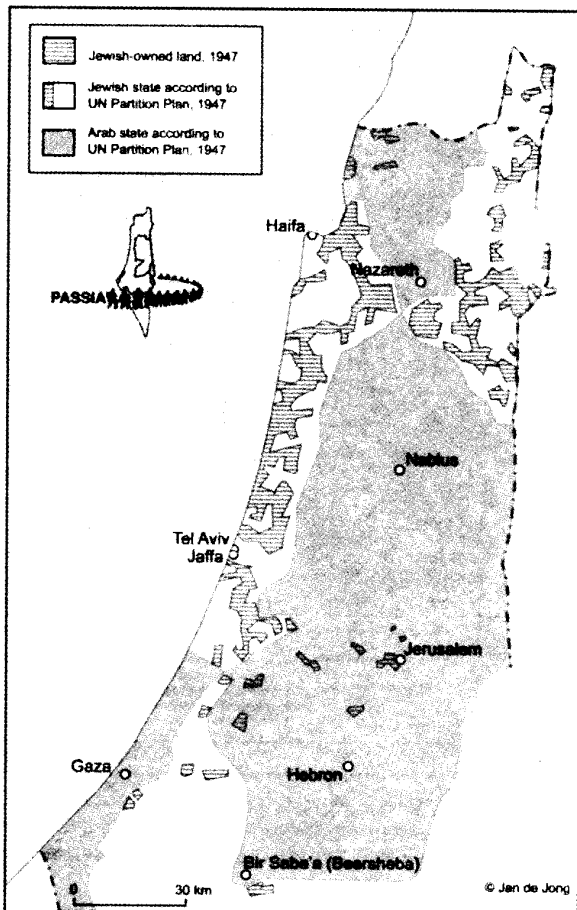 Jewish-owned land, 1947
Jewish state according to
UN Partition Plan, 1947
Arab state according to
UN Partition Plan, 1947
Haifa
Nazareth
PASSIA
Nablus
Tel Aviv
Jaffa
Jerusalem
Gaza
Hebron
Bir Saba'a (Beersheba)
0 30 km
© Jan de Jong